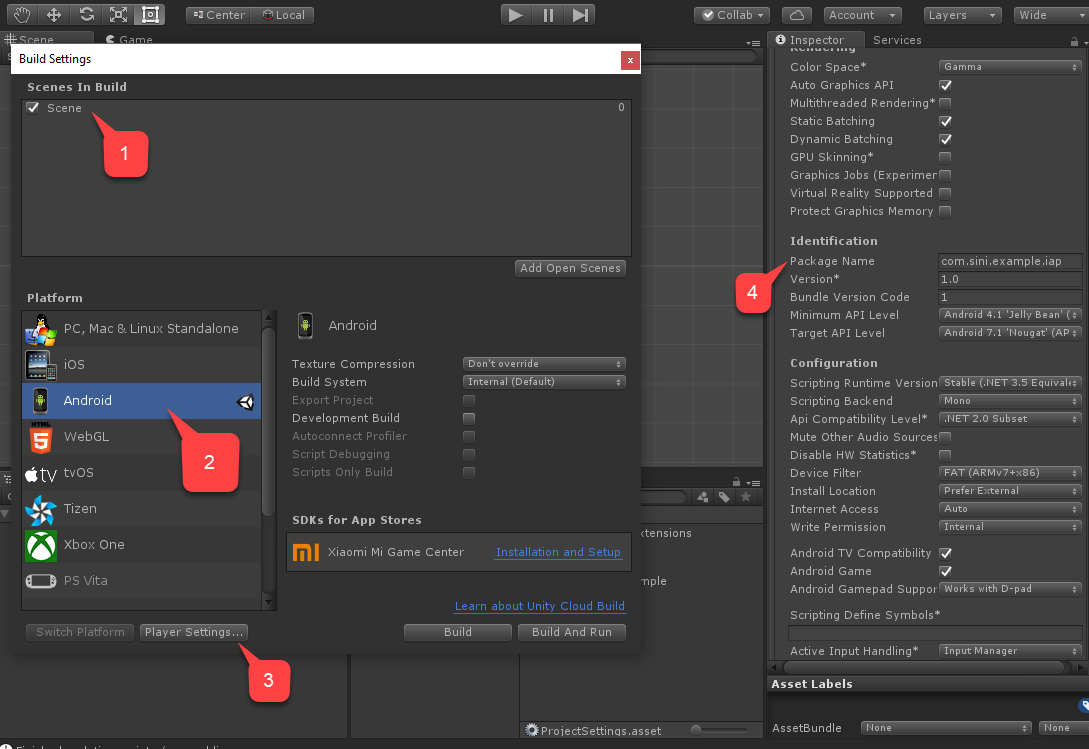 Center
Local
Collab
Account
Layers
Wide
Scene
Game
Inspector
Services
Build Settings
Scenes In Build
Scene
0
1
Add Open Scenes
Platform
PC, Mac & Linux Standalone
iOS
Android
WebGL
tvOS
Tizen
Xbox One
PS Vita
2
Android
Texture Compression
Don't override
Build System
Internal (Default)
Export Project
Development Build
Autoconnect Profiler
Script Debugging
Scripts Only Build
SDKs for App Stores
Xiaomi Mi Game Center
Installation and Setup
Learn about Unity Cloud Build
Switch Platform
Player Settings...
Build
Build And Run
3
Rendering
Color Space*
Gamma
Auto Graphics API
Multithreaded Rendering*
Static Batching
Dynamic Batching
GPU Skinning*
Graphics Jobs (Experimer
Virtual Reality Supported
Protect Graphics Memory
Identification
Package Name
com.sini.example.iap
4
Version*
1.0
Bundle Version Code
1
Minimum API Level
Android 4.1 'Jelly Bean' (
Target API Level
Android 7.1 'Nougat' (AP
Configuration
Scripting Runtime Version
Stable (.NET 3.5 Equivale
Scripting Backend
Mono
Api Compatibility Level*
.NET 2.0 Subset
Mute Other Audio Sources
Disable HW Statistics*
Device Filter
FAT (ARMv7+x86)
Install Location
Prefer External
Internet Access
Auto
Write Permission
Internal
Android TV Compatibility
Android Game
Android Gamepad Suppor
Works with D-pad
Scripting Define Symbols*
Active Input Handling*
Input Manager
Asset Labels
AssetBundle
None
None
xtensions
mple
ProjectSettings.asset